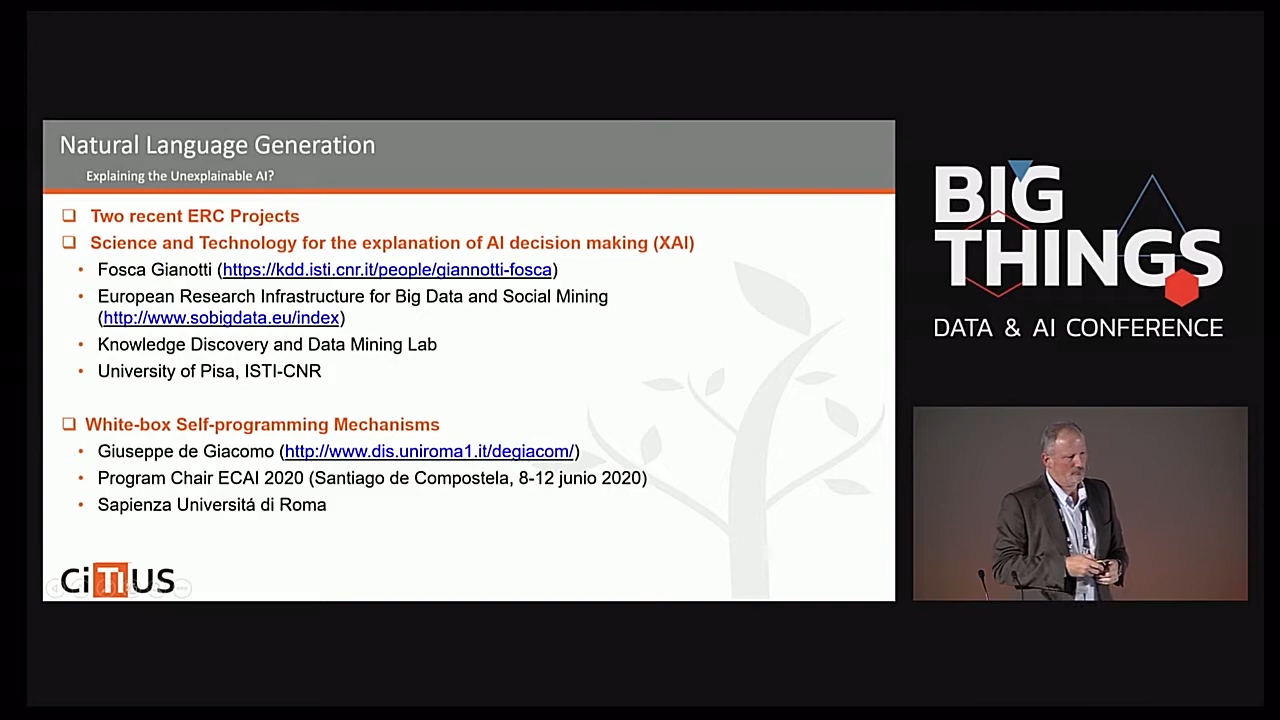 Natural Language Generation
Explaining the Unexplainable AI?
Two recent ERC Projects
Science and Technology for the explanation of AI decision making (XAI)
Fosca Gianotti (https://kdd.isti.cnr.it/people/giannotti-fosca)
European Research Infrastructure for Big Data and Social Mining
(http://www.sobigdata.eu/index)
Knowledge Discovery and Data Mining Lab
University of Pisa, ISTI-CNR
White-box Self-programming Mechanisms
Giuseppe de Giacomo (http://www.dis.uniroma1.it/degiacom/)
Program Chair ECAI 2020 (Santiago de Compostela, 8-12 junio 2020)
Sapienza Universitá di Roma
CiTIUS
BIG
THINGS
DATA & AI CONFERENCE